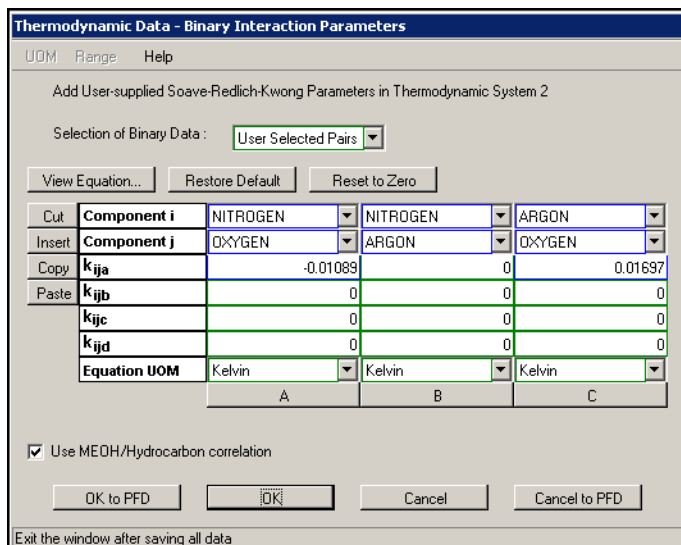 Thermodynamic Data - Binary Interaction Parameters
UOM Range Help
Add User-supplied Soave-Redlich-Kwong Parameters in Thermodynamic System 2
Selection of Binary Data : User Selected Pairs
View Equation... Restore Default Reset to Zero
Cut Component i NITROGEN NITROGEN ARGON
Insert Component j OXYGEN ARGON OXYGEN
Copy kija -0.01089 0 0.01697
Paste kijb 0 0 0
kijc 0 0 0
kijd 0 0 0
Equation UOM Kelvin Kelvin Kelvin
A B C
Use MEOH/Hydrocarbon correlation
OK to PFD OK Cancel Cancel to PFD
Exit the window after saving all data